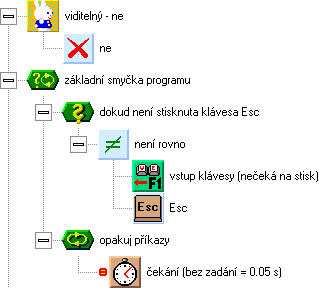 viditelný - ne
ne
základní smyčka programu
dokud není stisknuta klávesa Esc
není rovno
F1
vstup klávesy (nečeká na stisk)
Esc
Esc
opakuj příkazy
čekání (bez zadání = 0.05 s)